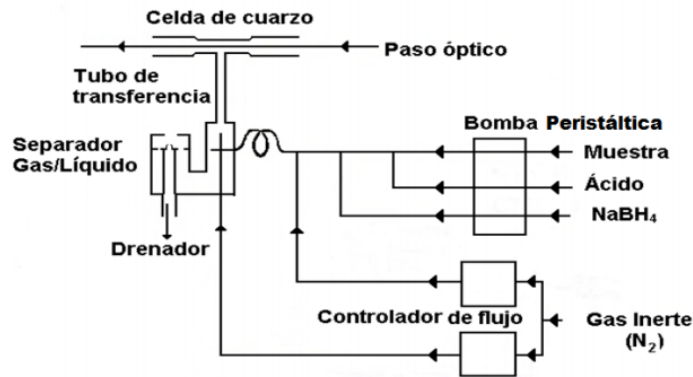 Celda de cuarzo
Paso óptico
Tubo de
transferencia
Bomba Peristáltica
Separador
Gas/Líquido
Muestra
Ácido
NaBH₄
Drenador
Controlador de flujo
Gas Inerte
(N₂)